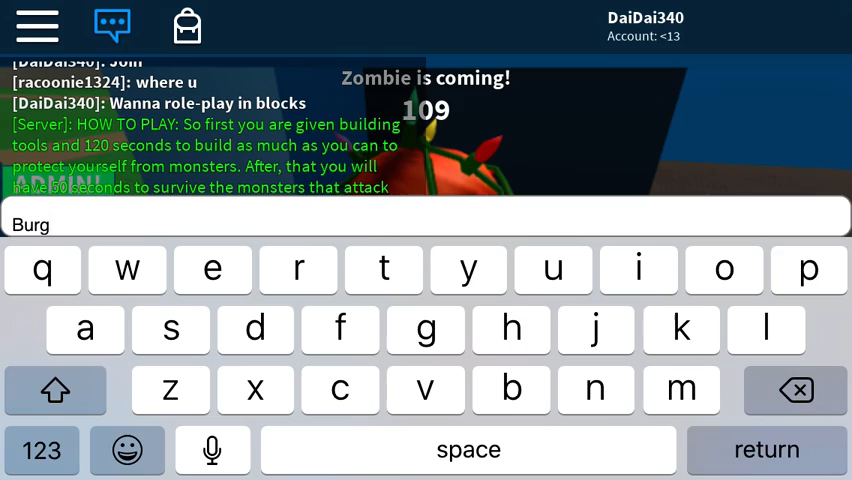 DaiDai340
Account: <13
[DaiDai340]: Join
[racoonie1324]: where u
[DaiDai340]: Wanna role-play in blocks
[Server]: HOW TO PLAY: So first you are given building
tools and 120 seconds to build as much as you can to
protect yourself from monsters. After, that you will
have 50 seconds to survive the monsters that attack
Zombie is coming!
109
ADMIN!
Burg
q w e r t y u i o p
a s d f g h j k l
z x c v b n m
123 space return